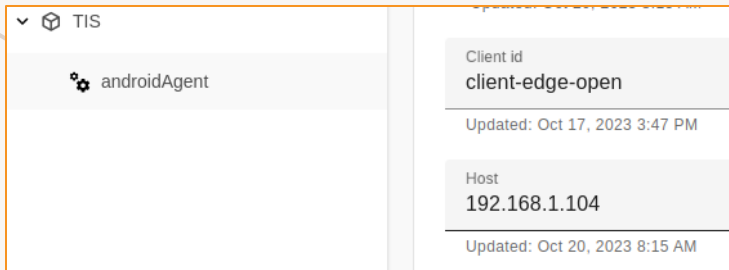 TIS
androidAgent
Client id
client-edge-open
Updated: Oct 17, 2023 3:47 PM
Host
192.168.1.104
Updated: Oct 20, 2023 8:15 AM